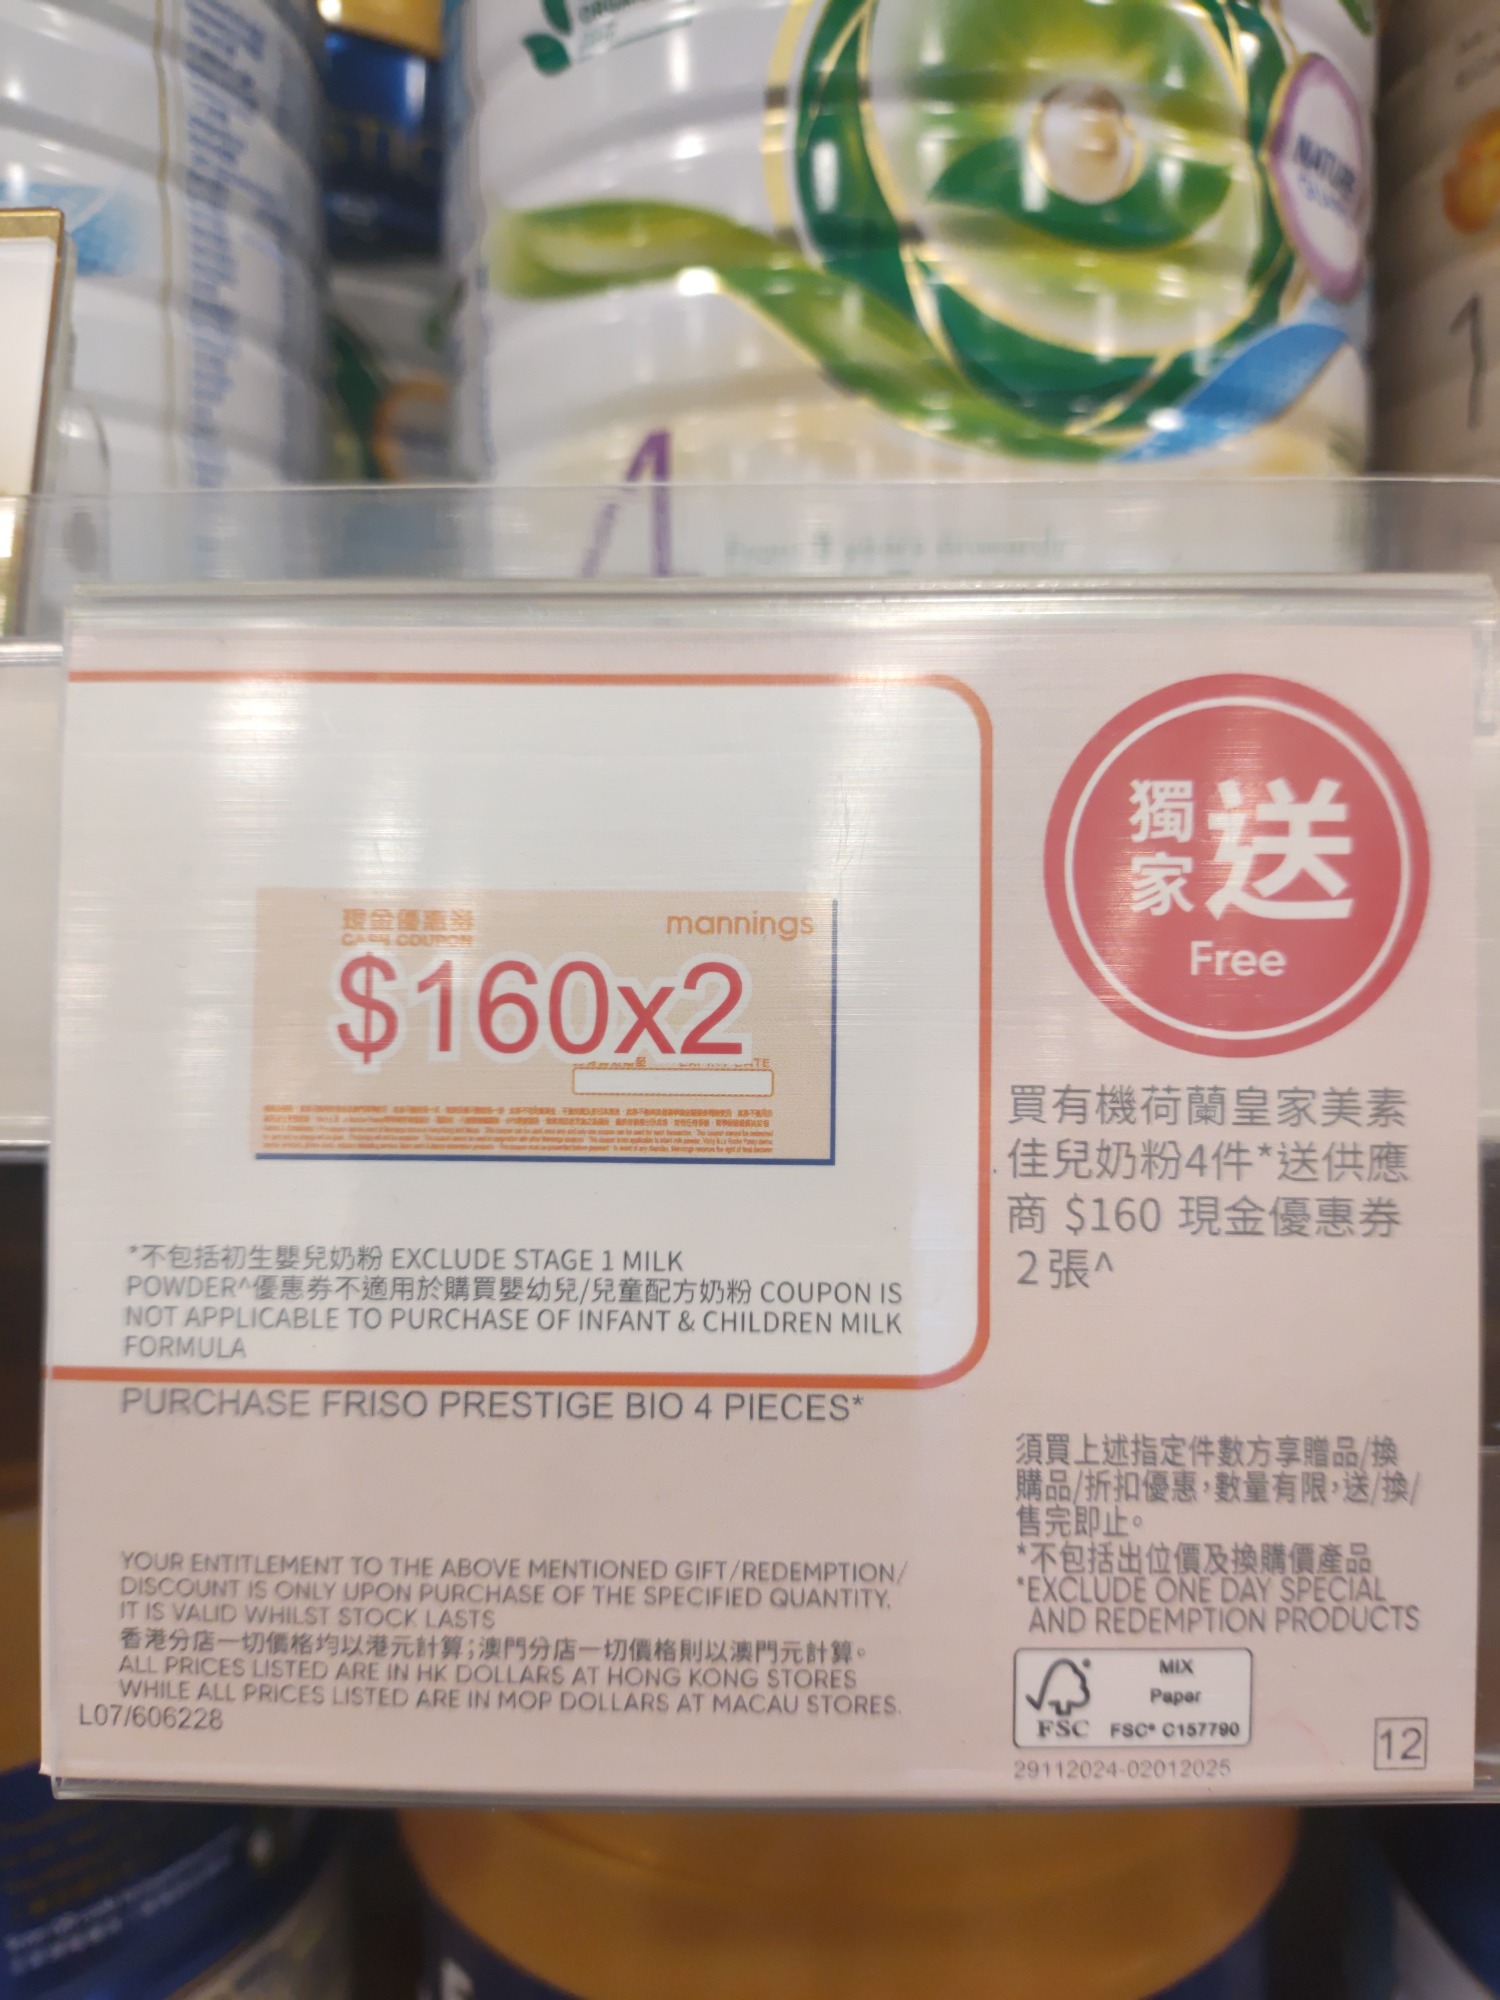 4
1
獨家 送
Free
現金優惠券
CASH COUPON
mannings
$160x2
買有機荷蘭皇家美素
佳兒奶粉4件*送供應
商 $160 現金優惠券
2張^
*不包括初生嬰兒奶粉 EXCLUDE STAGE 1 MILK
POWDER^優惠券不適用於購買嬰幼兒/兒童配方奶粉 COUPON IS
NOT APPLICABLE TO PURCHASE OF INFANT & CHILDREN MILK
FORMULA
PURCHASE FRISO PRESTIGE BIO 4 PIECES*
須買上述指定件數方享贈品/換
購品/折扣優惠，數量有限，送/換/
售完即止。
*不包括出位價及換購價產品
*EXCLUDE ONE DAY SPECIAL
AND REDEMPTION PRODUCTS
YOUR ENTITLEMENT TO THE ABOVE MENTIONED GIFT/REDEMPTION/
DISCOUNT IS ONLY UPON PURCHASE OF THE SPECIFIED QUANTITY.
IT IS VALID WHILST STOCK LASTS
香港分店一切價格均以港元計算；澳門分店一切價格則以澳門元計算。
ALL PRICES LISTED ARE IN HK DOLLARS AT HONG KONG STORES
WHILE ALL PRICES LISTED ARE IN MOP DOLLARS AT MACAU STORES.
L07/606228
MIX
Paper
FSC FSC® C157790
29112024-02012025
12